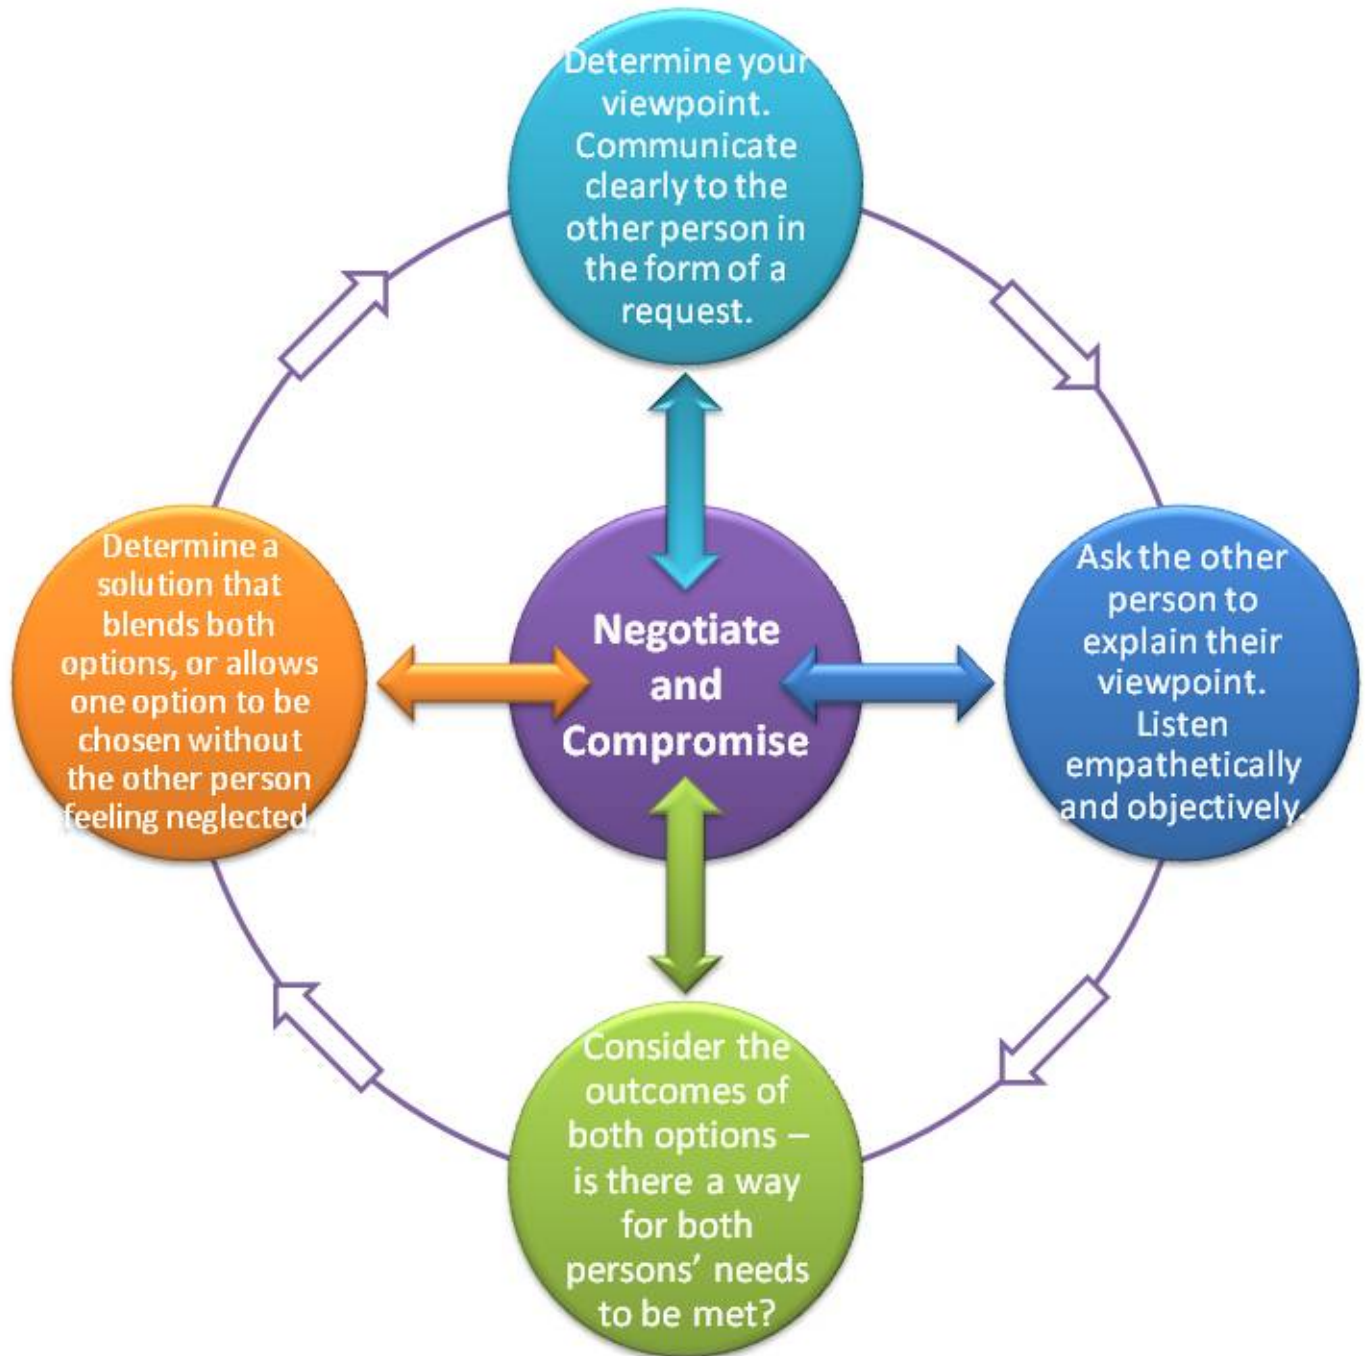 Determine your
viewpoint.
Communicate
clearly to the
other person in
the form of a
request.
Ask the other
person to
explain their
viewpoint.
Listen
empathetically
and objectively.
Consider the
outcomes of
both options –
is there a way
for both
persons’ needs
to be met?
Determine a
solution that
blends both
options, or allows
one option to be
chosen without
the other person
feeling neglected.
Negotiate
and
Compromise